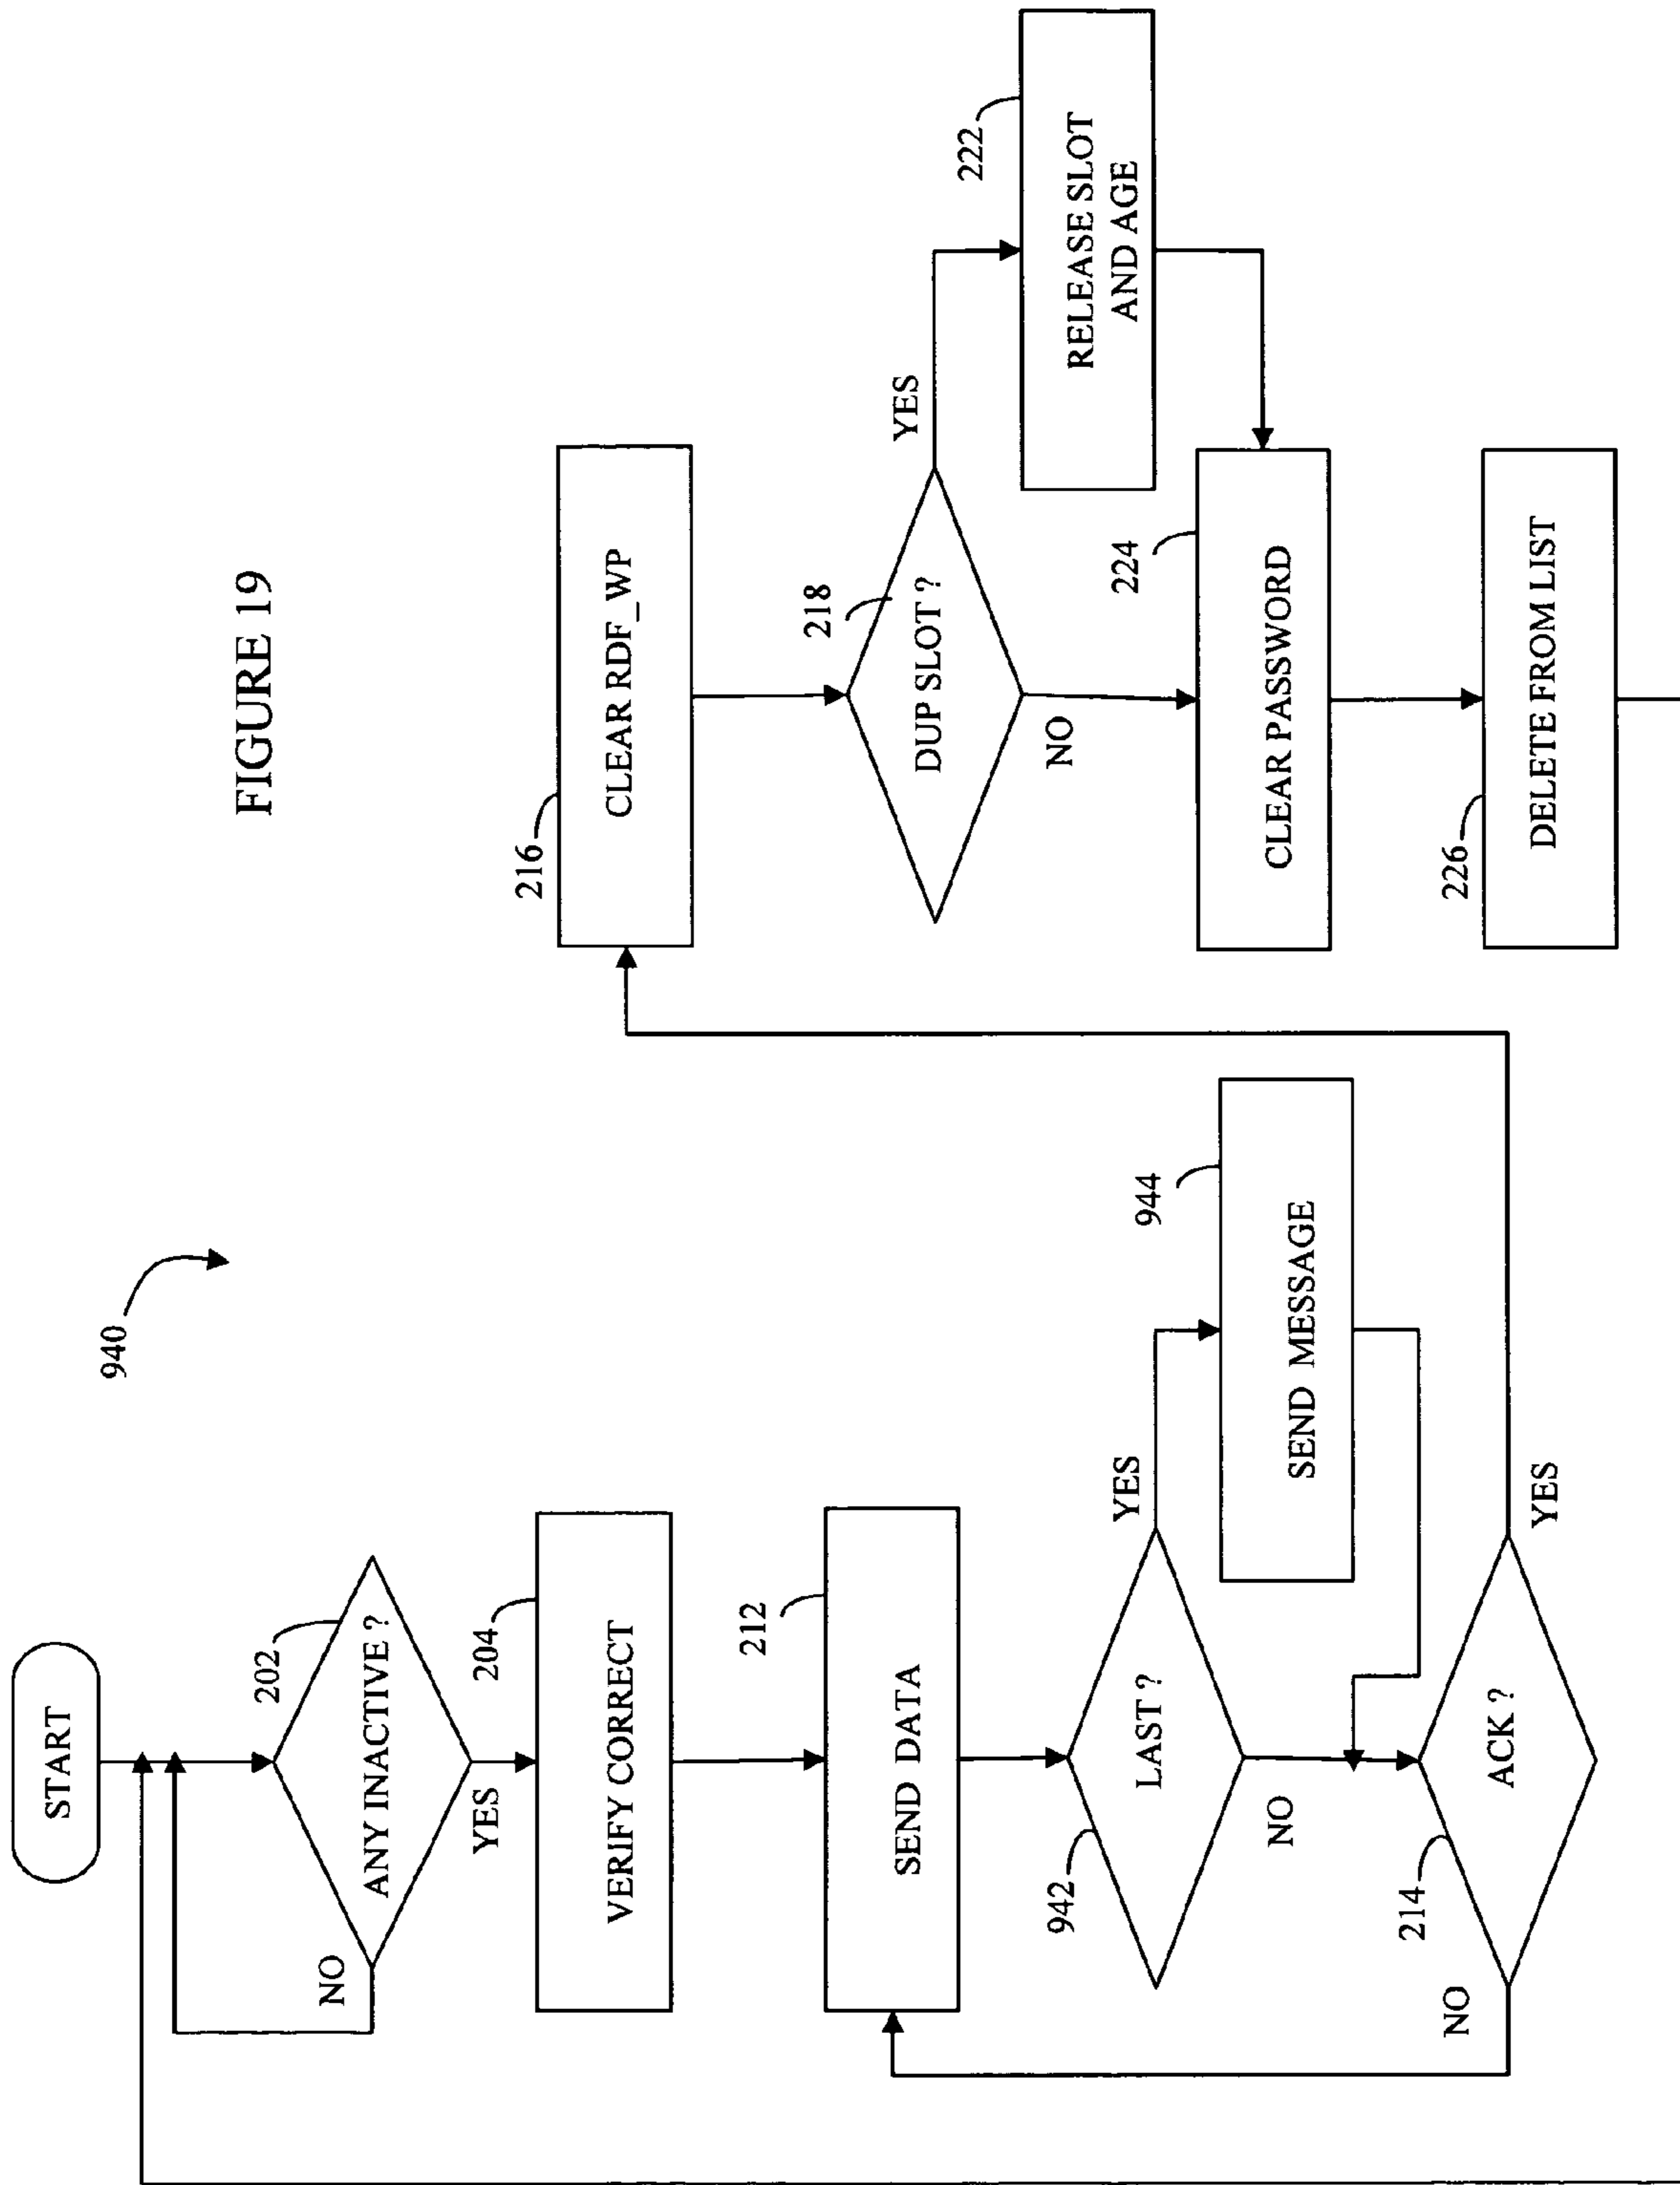 FIGURE 19
940
START
202
ANY INACTIVE ?
NO
YES
204
VERIFY CORRECT
212
SEND DATA
942
LAST ?
YES
NO
944
SEND MESSAGE
214
ACK ?
NO
YES
216
CLEAR RDF_WP
218
DUP SLOT ?
YES
NO
222
RELEASE SLOT
AND AGE
224
CLEAR PASSWORD
226
DELETE FROM LIST